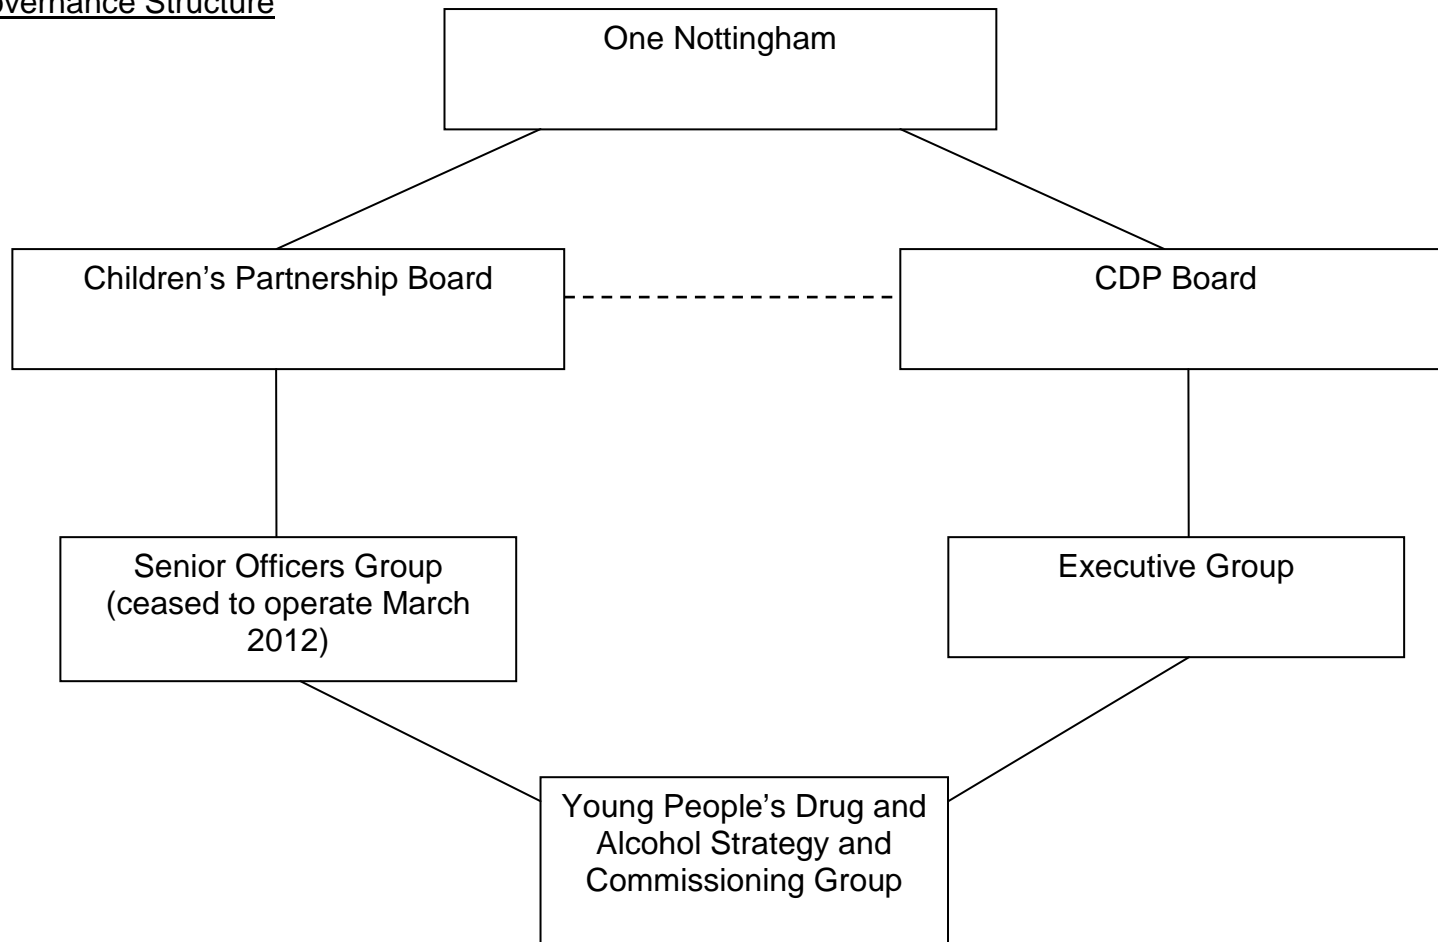 overnance Structure
One Nottingham
Children’s Partnership Board
CDP Board
Senior Officers Group
(ceased to operate March
2012)
Executive Group
Young People’s Drug and
Alcohol Strategy and
Commissioning Group